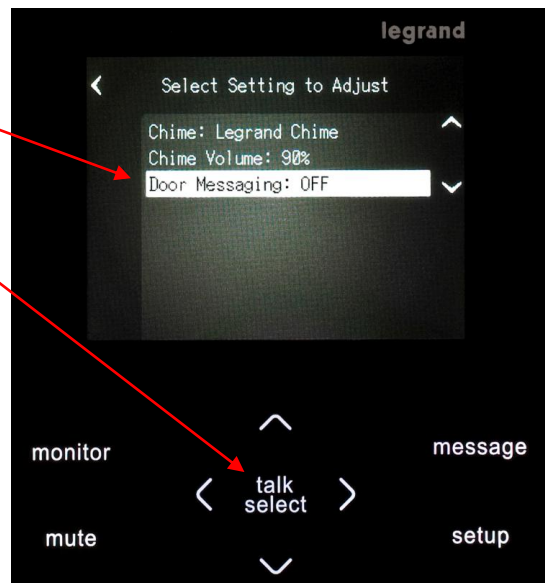 legrand
Select Setting to Adjust
Chime: Legrand Chime
Chime Volume: 90%
Door Messaging: OFF
monitor
message
talk
select
mute
setup